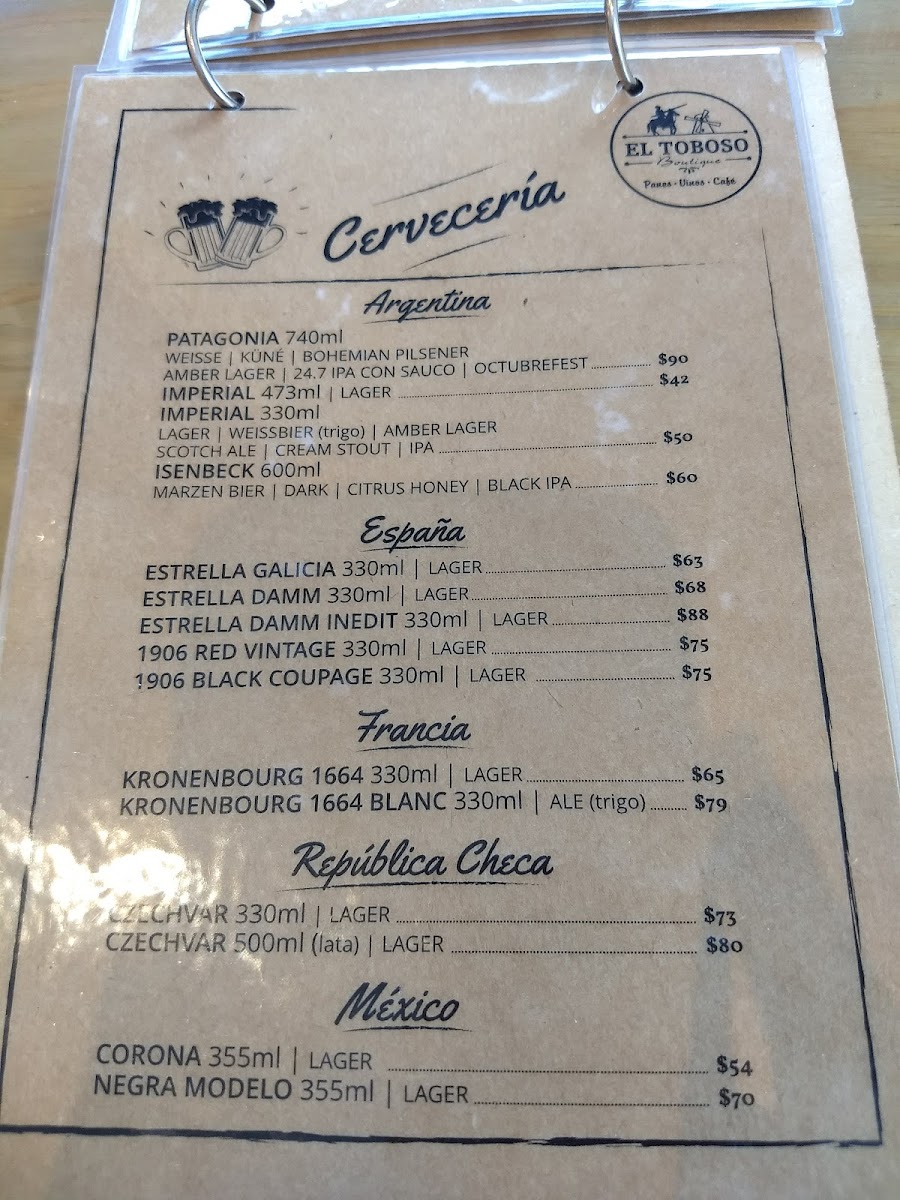 EL TOBOSO
Boutique
Panes - Vinos - Café
Cervecería
Argentina
PATAGONIA 740ml
WEISSE | KÜNÉ | BOHEMIAN PILSENER
AMBER LAGER | 24.7 IPA CON SAUCO | OCTUBREFEST $90
IMPERIAL 473ml | LAGER $42
IMPERIAL 330ml
LAGER | WEISSBIER (trigo) | AMBER LAGER
SCOTCH ALE | CREAM STOUT | IPA $50
ISENBECK 600ml
MARZEN BIER | DARK | CITRUS HONEY | BLACK IPA $60
España
ESTRELLA GALICIA 330ml | LAGER $63
ESTRELLA DAMM 330ml | LAGER $68
ESTRELLA DAMM INEDIT 330ml | LAGER $88
1906 RED VINTAGE 330ml | LAGER $75
1906 BLACK COUPAGE 330ml | LAGER $75
Francia
KRONENBOURG 1664 330ml | LAGER $65
KRONENBOURG 1664 BLANC 330ml | ALE (trigo) $79
República Checa
CZECHVAR 330ml | LAGER $73
CZECHVAR 500ml (lata) | LAGER $80
México
CORONA 355ml | LAGER $54
NEGRA MODELO 355ml | LAGER $70